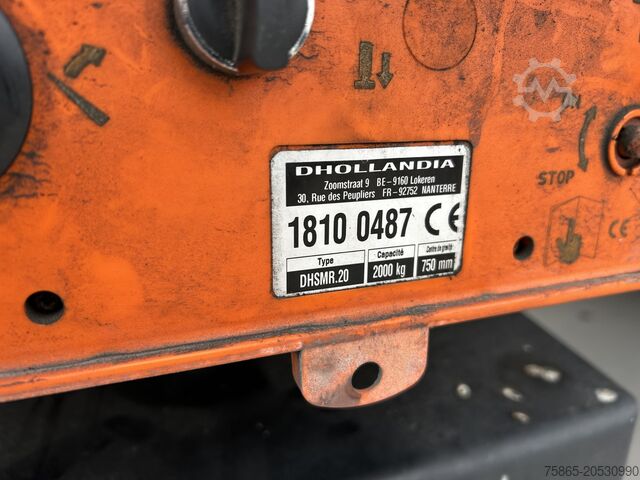 DHOLLANDIA
Zoomstraat 9 BE-9160 Lokeren
30, Rue des Peupliers FR-92752 NANTERRE
1810 0487 CE
Type Capacité Centre de gravité
DHSMR.20 2000 kg 750 mm
STOP
CE
75865-20530990